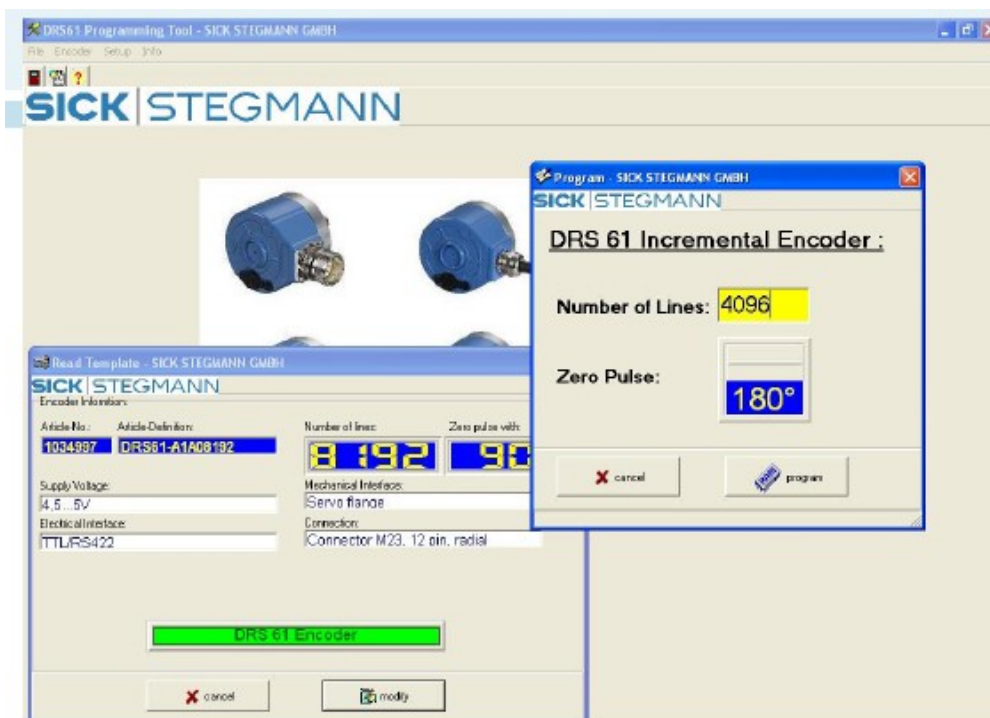 DRS61 Programming Tool - SICK STEGMANN GMBH
File Encoder Setup Info
SICK STEGMANN
Program - SICK STEGMANN GMBH
SICK STEGMANN
DRS 61 Incremental Encoder :
Number of Lines: 4096
Zero Pulse:
180°
cancel program
Read Template - SICK STEGMANN GMBH
SICK STEGMANN
Encoder Information:
Article-No.: Article-Definition: Number of lines: Zero pulse with:
1034997 DRS61-A1A08192 8192 90
Supply Voltage: Mechanical Interface:
4,5...5V Servo flange
Electrical Interface: Connection:
TTL/RS422 Connector M23, 12 pin, radial
DRS 61 Encoder
cancel modify